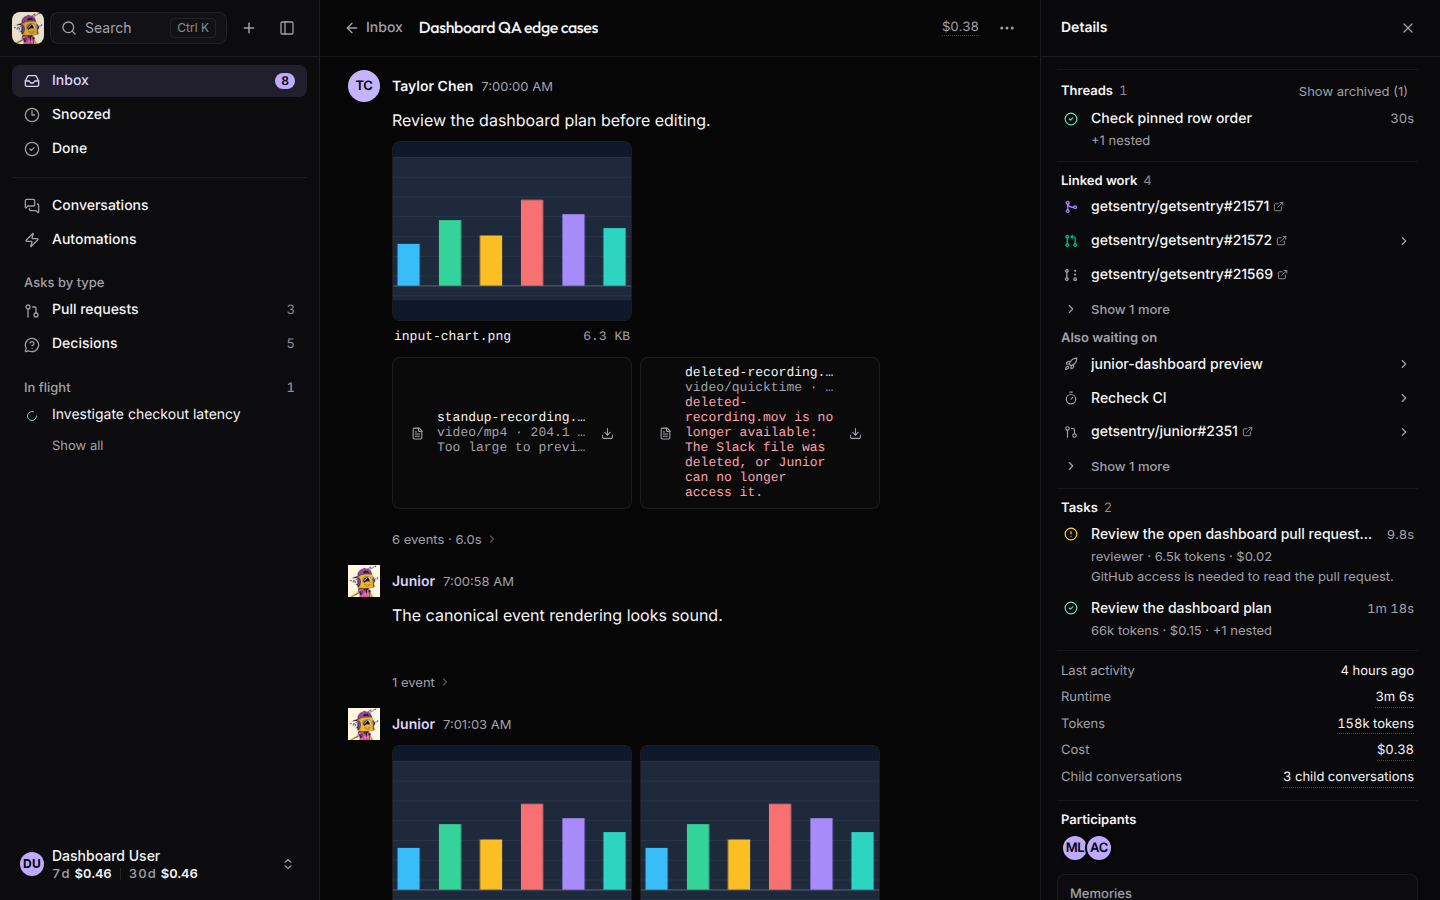 Search
Ctrl K
Inbox
8
Snoozed
Done
Conversations
Automations
Asks by type
Pull requests
3
Decisions
5
In flight
1
Investigate checkout latency
Show all
DU
Dashboard User
7d $0.46
30d $0.46
Inbox
Dashboard QA edge cases
$0.38
TC
Taylor Chen
7:00:00 AM
Review the dashboard plan before editing.
input-chart.png
6.3 KB
standup-recording.…
video/mp4 · 204.1 …
Too large to previ…
deleted-recording.…
video/quicktime · …
deleted-
recording.mov is no
longer available:
The Slack file was
deleted, or Junior
can no longer
access it.
6 events · 6.0s
Junior
7:00:58 AM
The canonical event rendering looks sound.
1 event
Junior
7:01:03 AM
Details
Threads 1
Show archived (1)
Check pinned row order
30s
+1 nested
Linked work 4
getsentry/getsentry#21571
getsentry/getsentry#21572
getsentry/getsentry#21569
Show 1 more
Also waiting on
junior-dashboard preview
Recheck CI
getsentry/junior#2351
Show 1 more
Tasks 2
Review the open dashboard pull request...
9.8s
reviewer · 6.5k tokens · $0.02
GitHub access is needed to read the pull request.
Review the dashboard plan
1m 18s
66k tokens · $0.15 · +1 nested
Last activity
4 hours ago
Runtime
3m 6s
Tokens
158k tokens
Cost
$0.38
Child conversations
3 child conversations
Participants
ML
AC
Memories